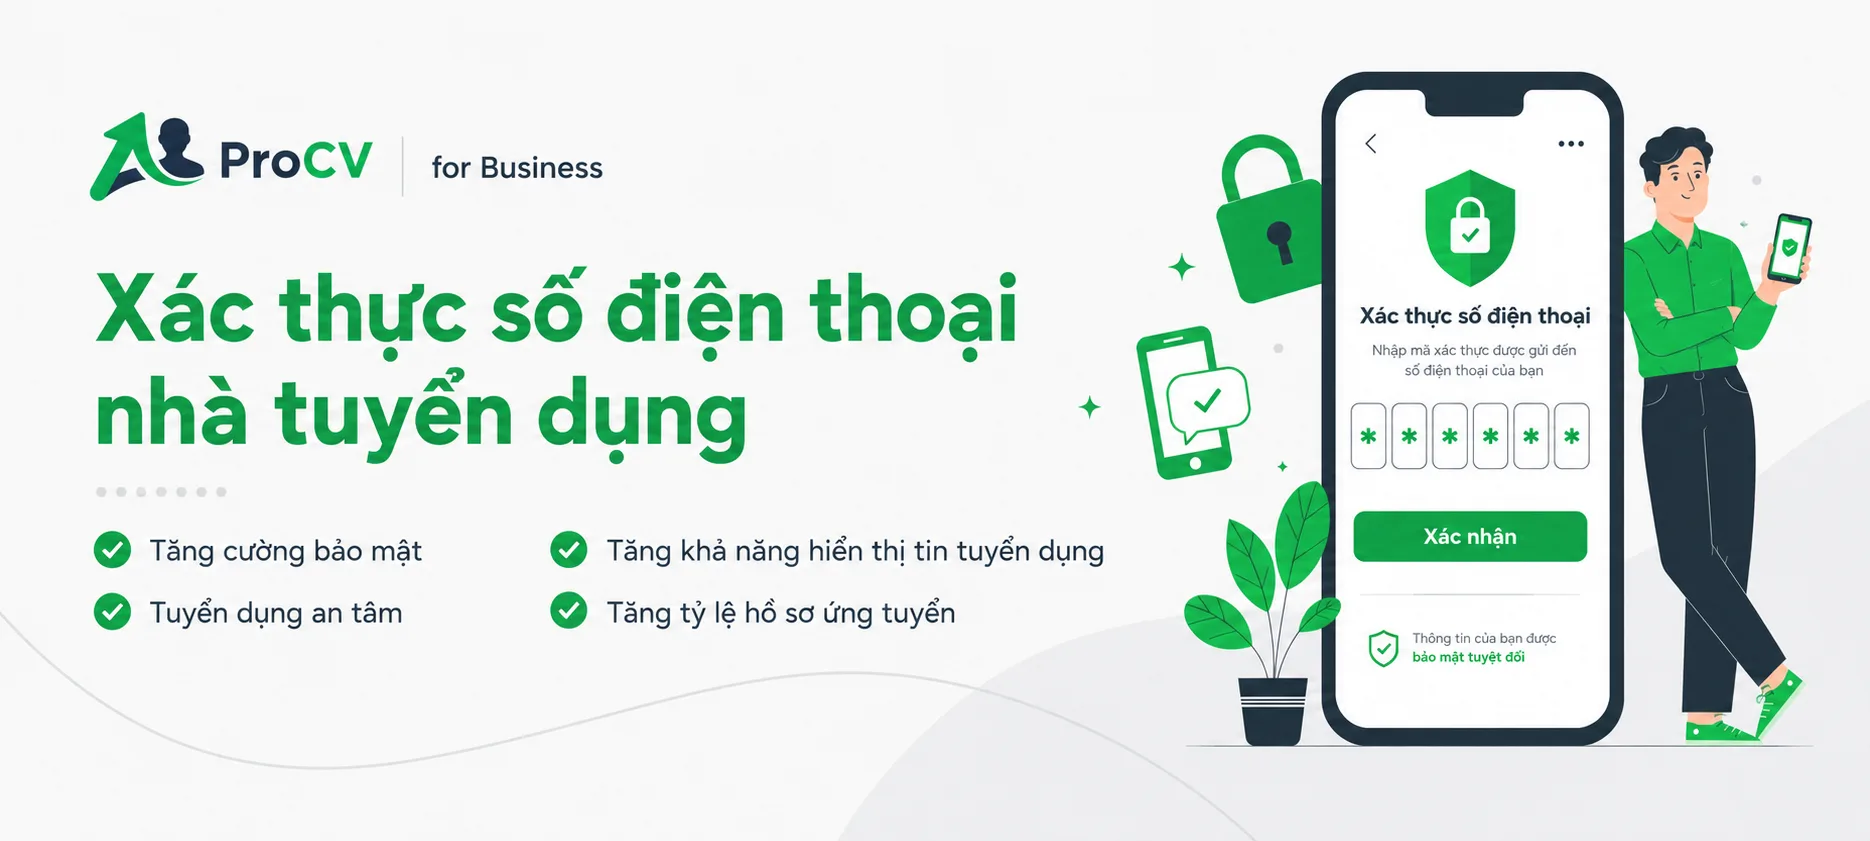 ProCV
for Business
Xác thực số điện thoại
nhà tuyển dụng
Tăng cường bảo mật
Tăng khả năng hiển thị tin tuyển dụng
Tuyển dụng an tâm
Tăng tỷ lệ hồ sơ ứng tuyển
Xác thực số điện thoại
Nhập mã xác thực được gửi đến
số điện thoại của bạn
* * * * * *
Xác nhận
Thông tin của bạn được
bảo mật tuyệt đối